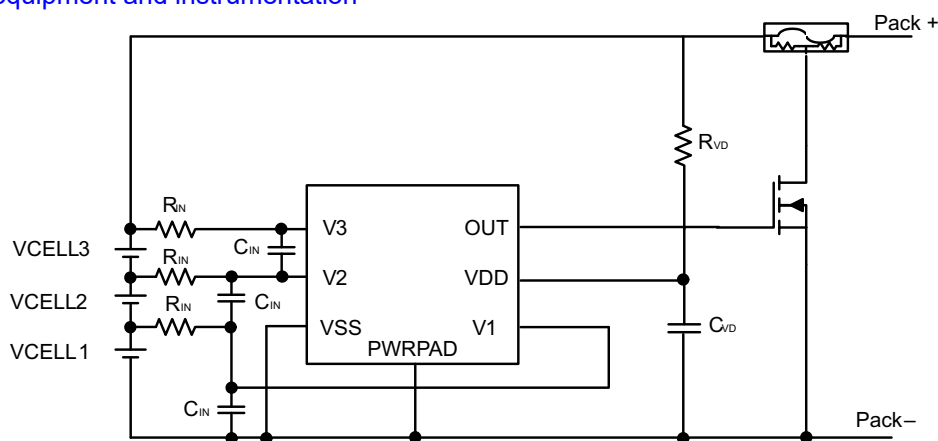 equipment and instrumentation
Pack +
RVD
RIN
V3
OUT
CIN
VCELL3
RIN
V2
VDD
CIN
VCELL2
RIN
VSS
V1
CVD
VCELL1
PWRPAD
CIN
Pack–